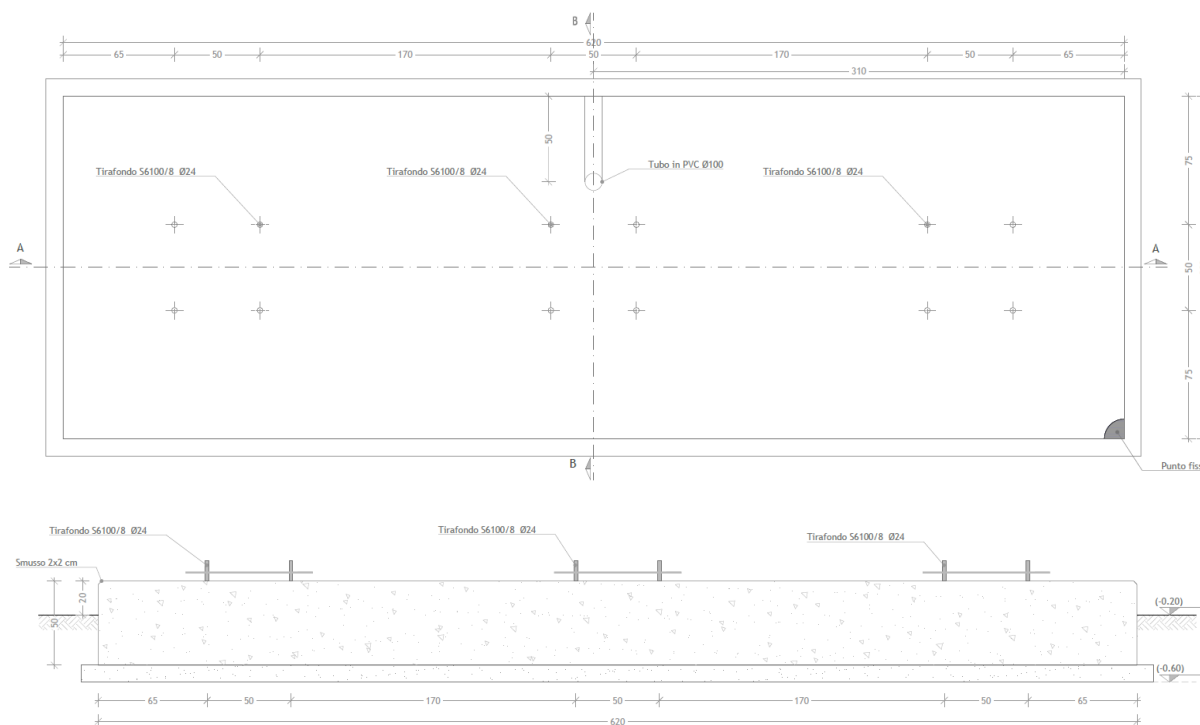 B
620
65 50 170 50 170 50 65
310
50
75
Tirafondo S6100/8 Ø24
Tirafondo S6100/8 Ø24
Tubo in PVC Ø100
Tirafondo S6100/8 Ø24
A
A
50
75
B
Punto fiss
Tirafondo S6100/8 Ø24
Tirafondo S6100/8 Ø24
Tirafondo S6100/8 Ø24
Smusso 2x2 cm
20
50
(-0.20)
(-0.60)
65 50 170 50 170 50 65
620